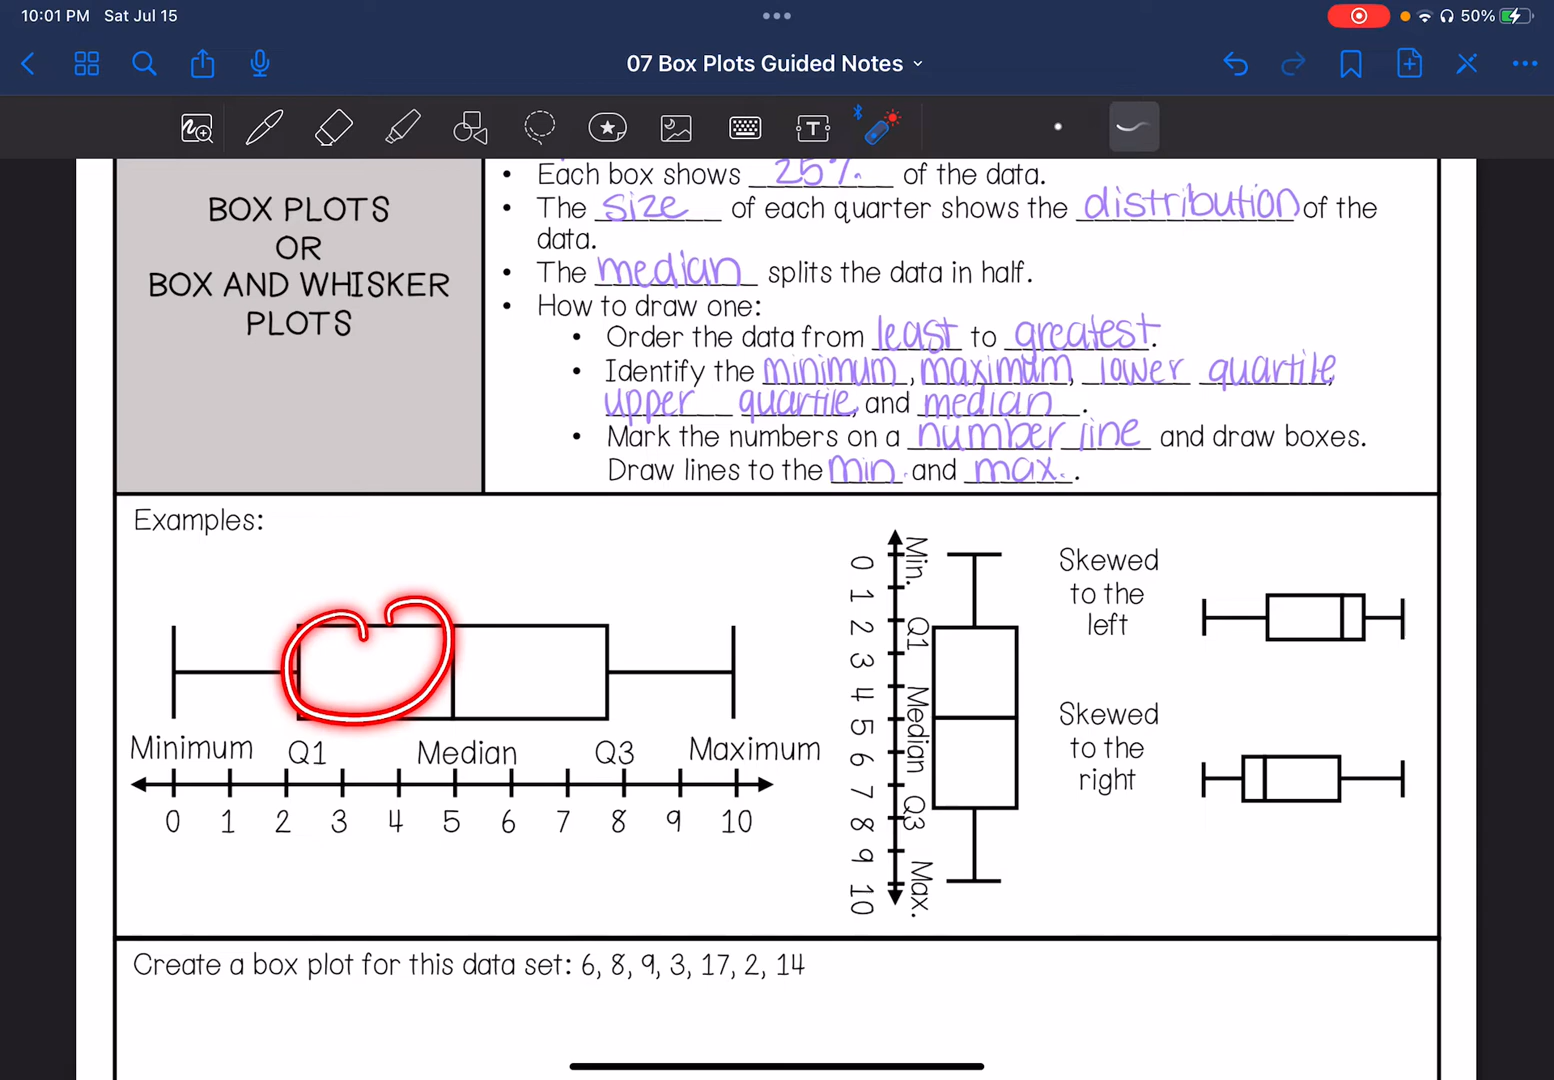 10:01 PM Sat Jul 15
50%
07 Box Plots Guided Notes
T
BOX PLOTS
OR
BOX AND WHISKER
PLOTS
• Each box shows 25% of the data.
• The size of each quarter shows the distribution of the
data.
• The median splits the data in half.
• How to draw one:
• Order the data from least to greatest.
• Identify the minimum, maximum, lower quartile,
upper quartile, and median.
• Mark the numbers on a number line and draw boxes.
Draw lines to the min. and max..
Examples:
Minimum Q1 Median Q3 Maximum
0 1 2 3 4 5 6 7 8 9 10
Min. Q1 Median Q3 Max.
0 1 2 3 4 5 6 7 8 9 10
Skewed
to the
left
Skewed
to the
right
Create a box plot for this data set: 6, 8, 9, 3, 17, 2, 14